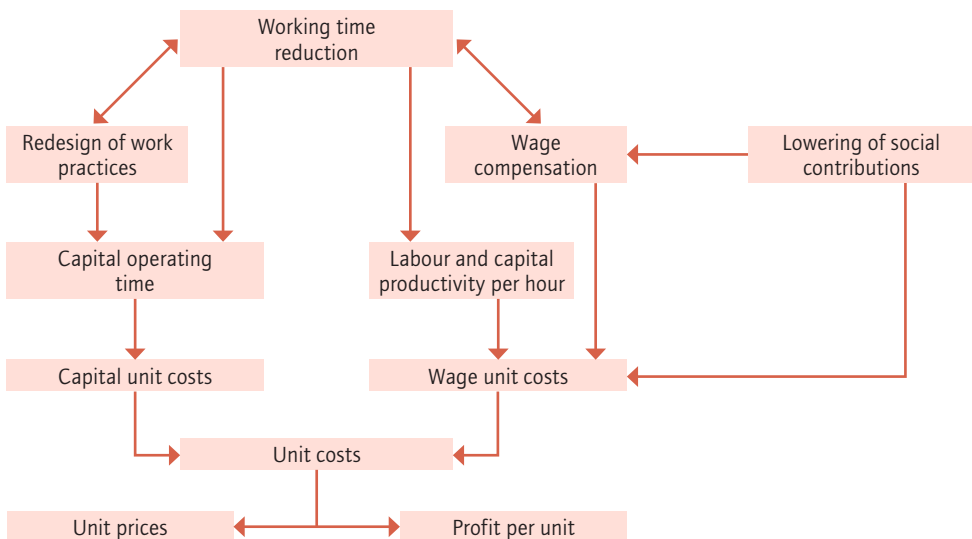 Working time
reduction
Redesign of work
practices
Wage
compensation
Lowering of social
contributions
Capital operating
time
Labour and capital
productivity per hour
Capital unit costs
Wage unit costs
Unit costs
Unit prices
Profit per unit